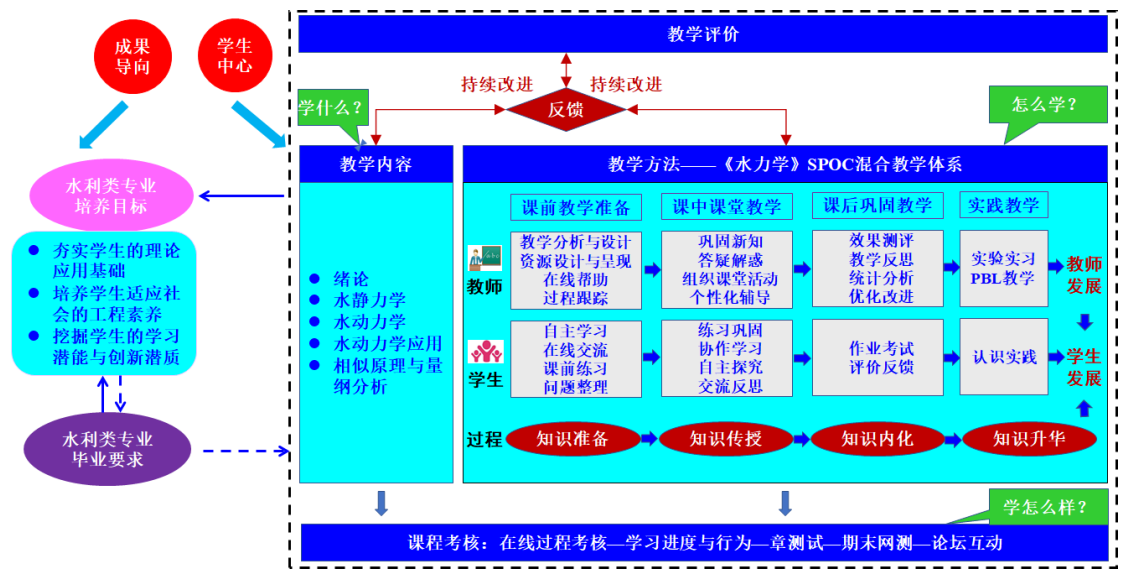 成果
导向
学生
中心
水利类专业
培养目标
夯实学生的理论
应用基础
培养学生适应社
会的工程素养
挖掘学生的学习
潜能与创新潜质
水利类专业
毕业要求
教学评价
持续改进
持续改进
反馈
学什么？
怎么学？
教学内容
绪论
水静力学
水动力学
水动力学应用
相似原理与量
纲分析
教学方法——《水力学》SPOC混合教学体系
课前教学准备
课中课堂教学
课后巩固教学
实践教学
教师
教学分析与设计
资源设计与呈现
在线帮助
过程跟踪
巩固新知
答疑解惑
组织课堂活动
个性化辅导
效果测评
教学反思
统计分析
优化改进
实验实习
PBL教学
教师
发展
学生
自主学习
在线交流
课前练习
问题整理
练习巩固
协作学习
自主探究
交流反思
作业考试
评价反馈
认识实践
学生
发展
过程
知识准备
知识传授
知识内化
知识升华
学怎么样？
课程考核：在线过程考核—学习进度与行为—章测试—期末网测—论坛互动